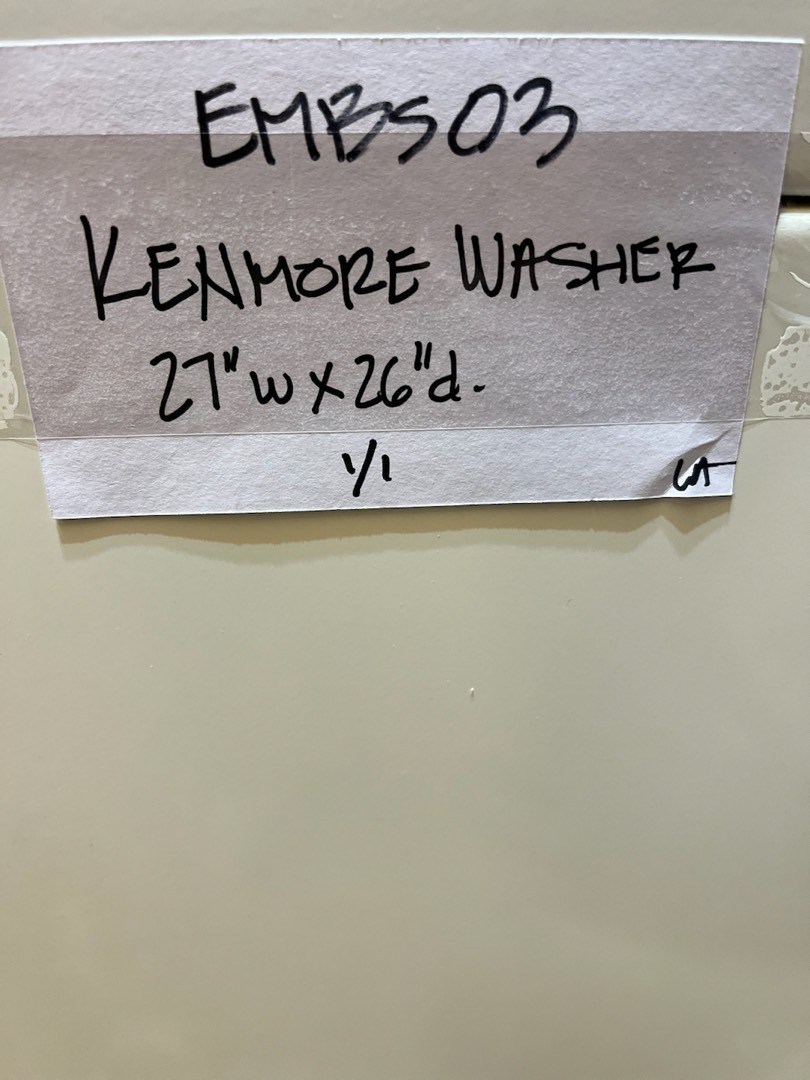 EMBS03
KENMORE WASHER
27"w x 26"d.
1/1